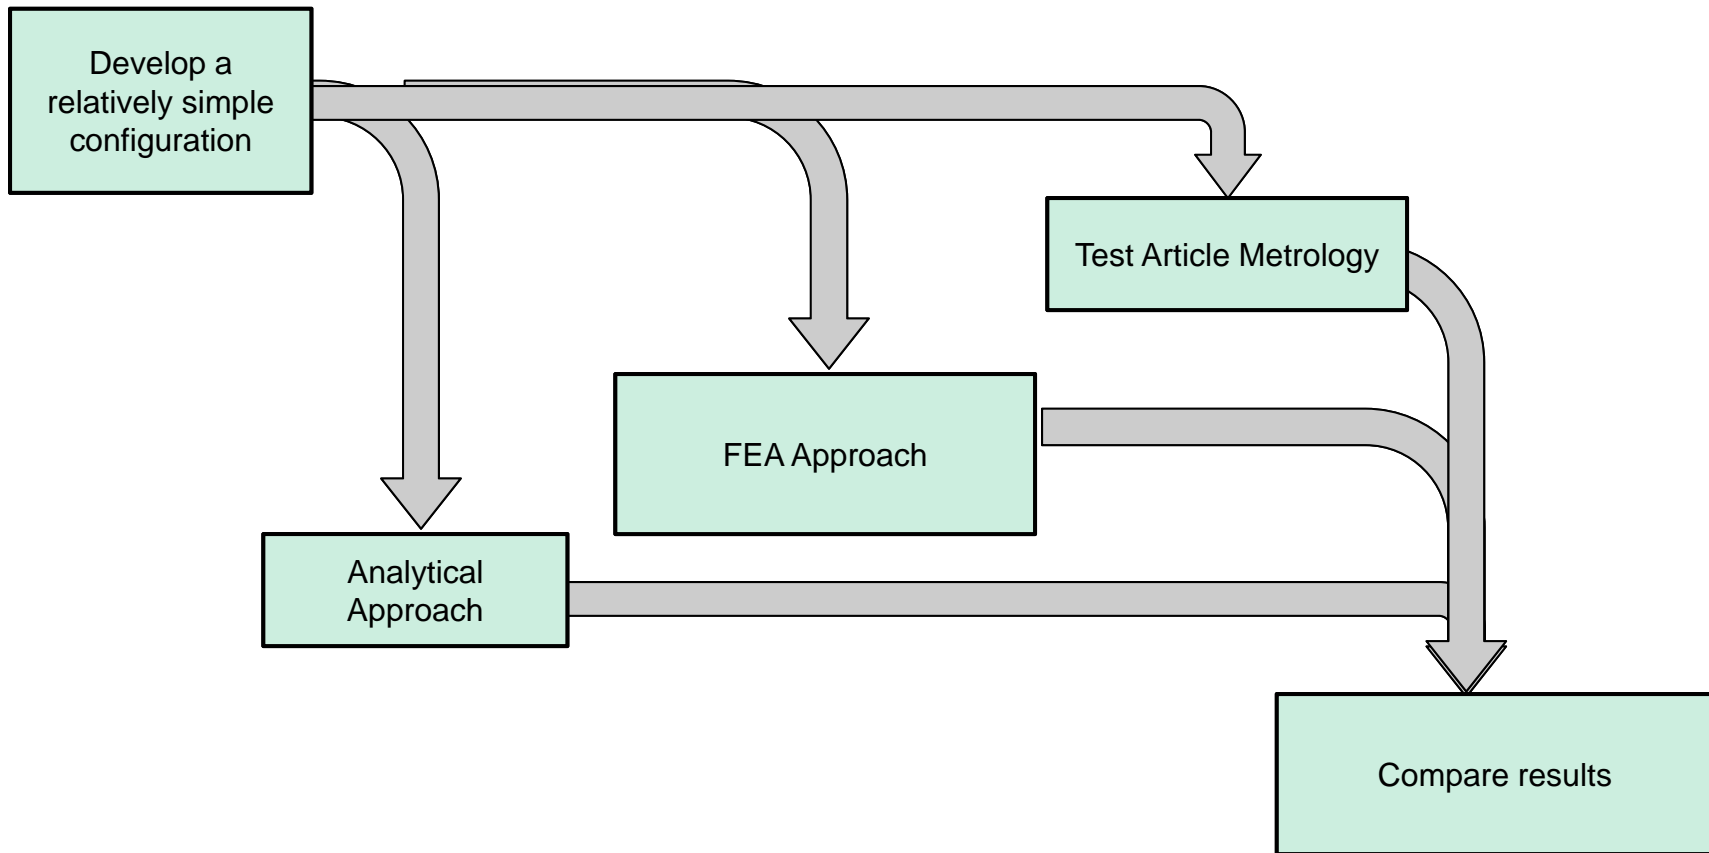 Develop a
relatively simple
configuration
Test Article Metrology
FEA Approach
Analytical
Approach
Compare results